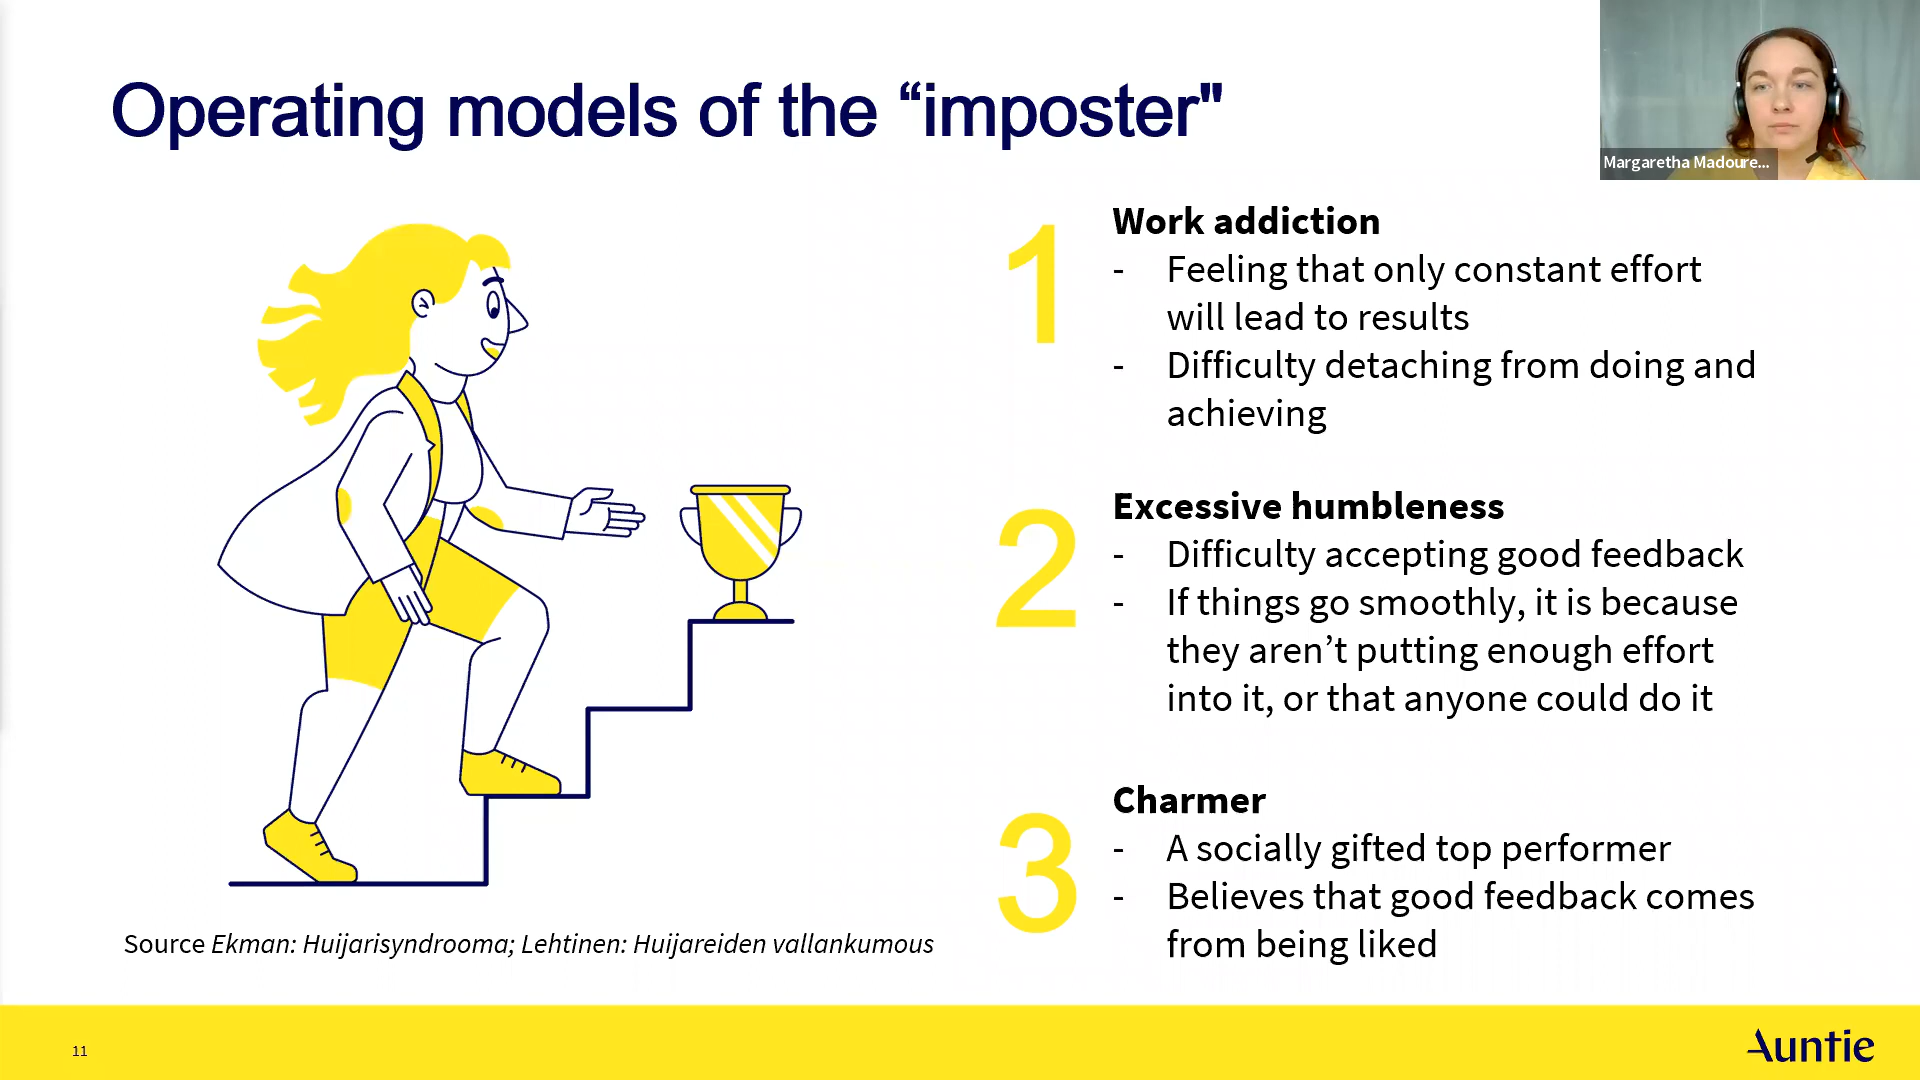 Operating models of the “imposter"
Margaretha Madoure...
1
Work addiction
- Feeling that only constant effort
will lead to results
- Difficulty detaching from doing and
achieving
2
Excessive humbleness
- Difficulty accepting good feedback
- If things go smoothly, it is because
they aren’t putting enough effort
into it, or that anyone could do it
3
Charmer
- A socially gifted top performer
- Believes that good feedback comes
from being liked
Source Ekman: Huijarisyndrooma; Lehtinen: Huijareiden vallankumous
11
Auntie